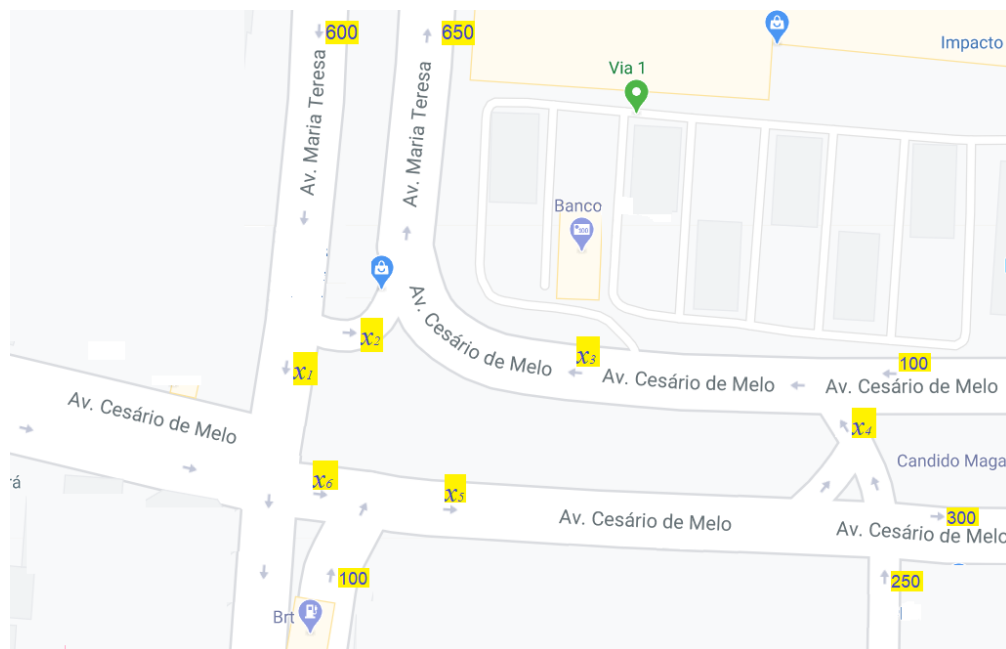 600
650
Impacto
Via 1
Av. Maria Teresa
Av. Maria Teresa
Banco
Av. Cesário de Melo
x2
x3
100
x1
Av. Cesário de Melo
Av. Cesário de Melo
Av. Cesário de Melo
x4
Candido Maga
x6
x5
ará
Av. Cesário de Melo
300
Av. Cesário de Melo
100
250
Brt